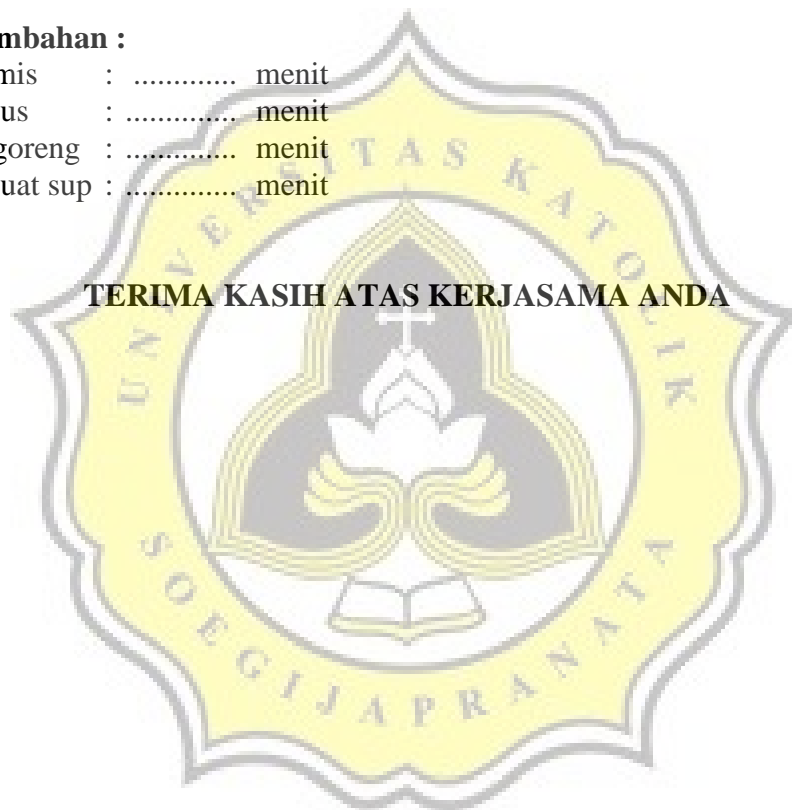 mbahan :
mis : ............. menit
us : ............. menit
goreng : ............. menit
uat sup : ............. menit
TERIMA KASIH ATAS KERJASAMA ANDA
UNIVERSITAS KATOLIK
SOEGIJAPRANATA